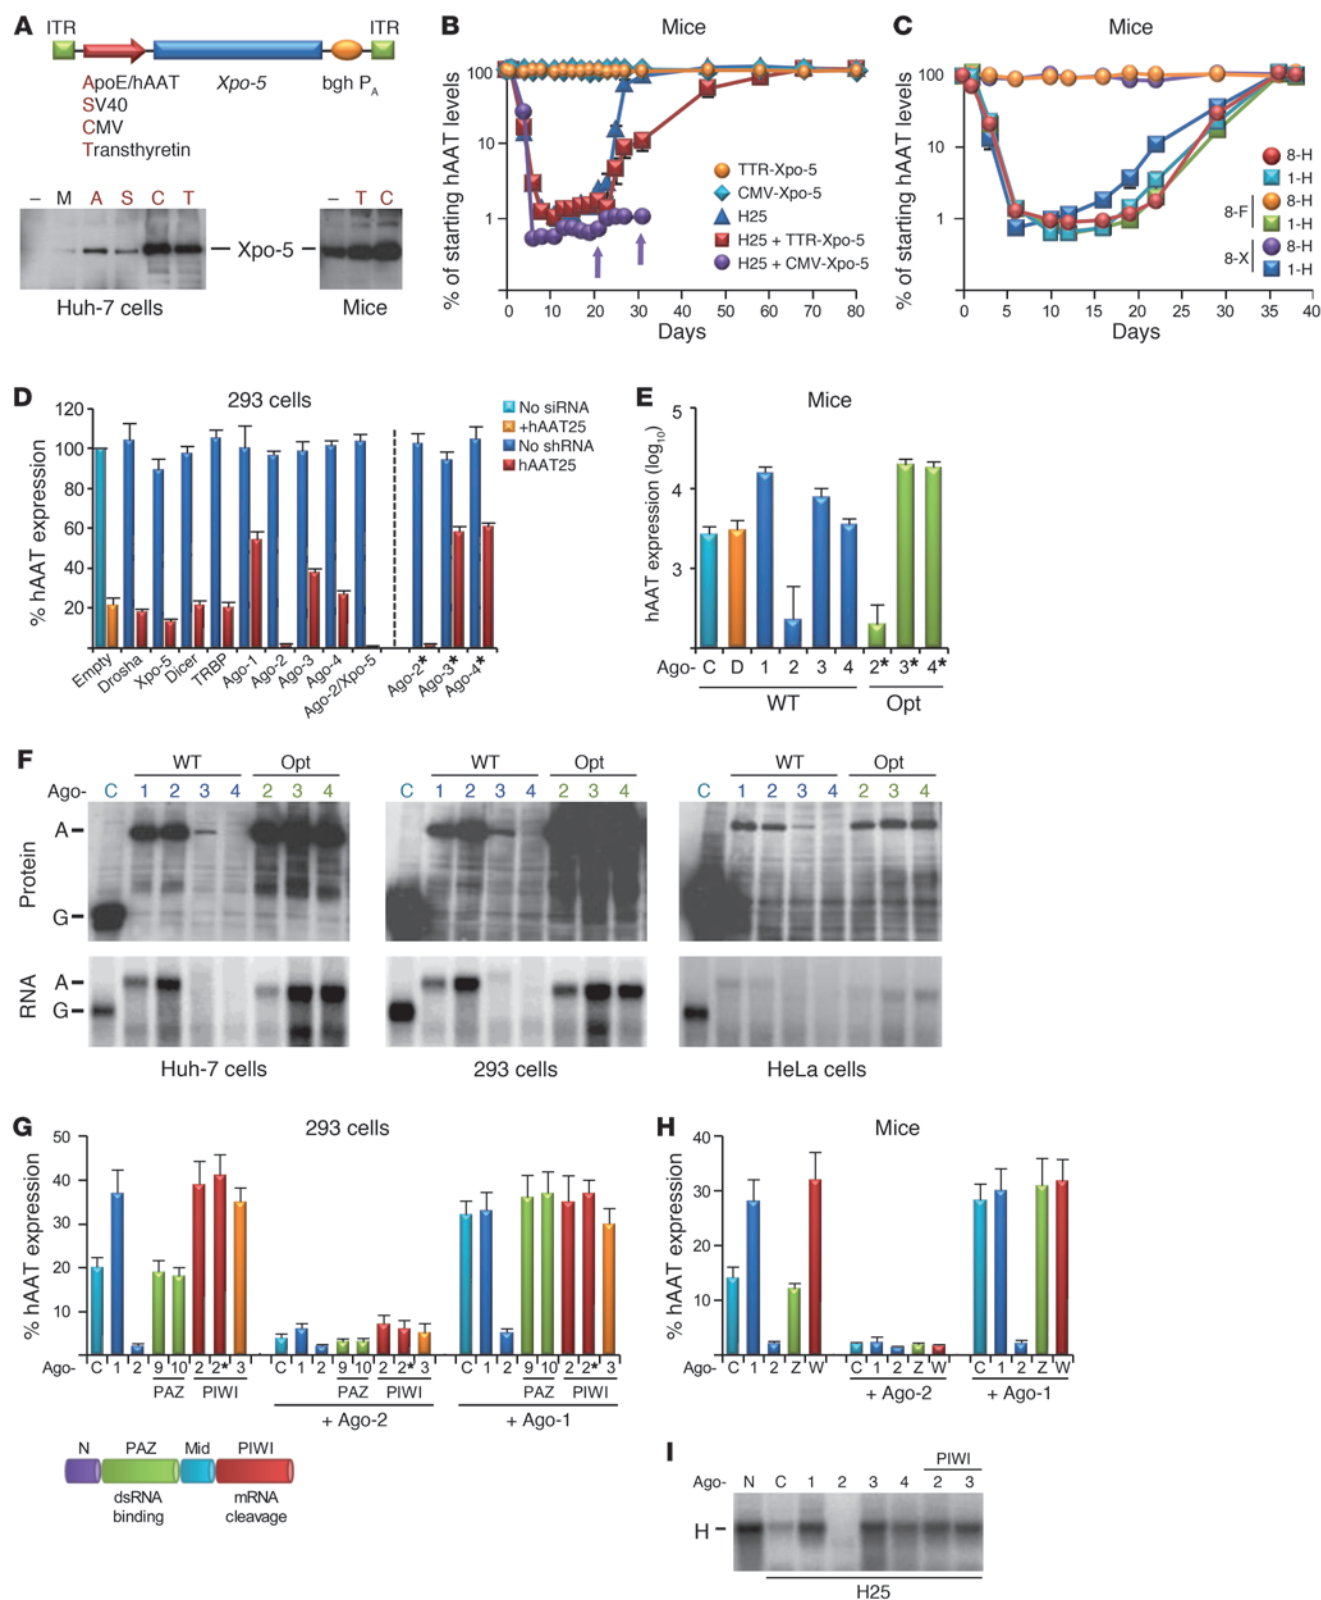 A
ITR
ITR
ApoE/hAAT
Xpo-5
bgh PA
SV40
CMV
Transthyretin
– M A S C T
– T C
Xpo-5
Huh-7 cells
Mice
B
Mice
% of starting hAAT levels
100
10
1
0 10 20 30 40 50 60 70 80
Days
TTR-Xpo-5
CMV-Xpo-5
H25
H25 + TTR-Xpo-5
H25 + CMV-Xpo-5
C
Mice
% of starting hAAT levels
100
10
1
0 5 10 15 20 25 30 35 40
Days
8-H
1-H
8-F
8-H
1-H
8-X
8-H
1-H
D
293 cells
% hAAT expression
120
100
80
60
40
20
Empty
Drosha
Xpo-5
Dicer
TRBP
Ago-1
Ago-2
Ago-3
Ago-4
Ago-2/Xpo-5
Ago-2*
Ago-3*
Ago-4*
No siRNA
+hAAT25
No shRNA
hAAT25
E
Mice
hAAT expression (log10)
5
4
3
Ago- C D 1 2 3 4 2* 3* 4*
WT
Opt
F
WT Opt
WT Opt
WT Opt
Ago- C 1 2 3 4 2 3 4
C 1 2 3 4 2 3 4
C 1 2 3 4 2 3 4
Protein
A
G
RNA
A
G
Huh-7 cells
293 cells
HeLa cells
G
293 cells
% hAAT expression
50
40
30
20
10
Ago- C 1 2 9 10 2 2* 3 C 1 2 9 10 2 2* 3 C 1 2 9 10 2 2* 3
PAZ PIWI PAZ PIWI PAZ PIWI
+ Ago-2
+ Ago-1
N PAZ Mid PIWI
dsRNA binding
mRNA cleavage
H
Mice
% hAAT expression
40
30
20
10
Ago- C 1 2 Z W C 1 2 Z W C 1 2 Z W
+ Ago-2
+ Ago-1
I
PIWI
Ago- N C 1 2 3 4 2 3
H
H25